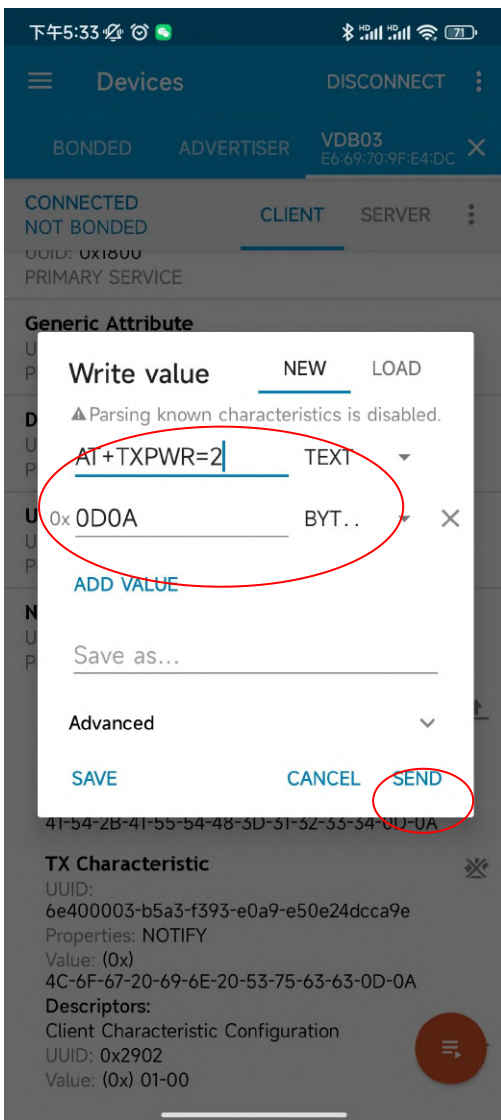 下午5:33
HD HD 71
Devices
DISCONNECT
BONDED
ADVERTISER
VDB03
E6:69:70:9F:E4:DC
CONNECTED
NOT BONDED
CLIENT
SERVER
UUID: 0x1800
PRIMARY SERVICE
Generic Attribute
U
P
Write value
NEW
LOAD
Parsing known characteristics is disabled.
D
U
P
AT+TXPWR=2
TEXT
U
0x 0D0A
BYT..
U
P
ADD VALUE
N
U
P
Save as...
Advanced
SAVE
CANCEL
SEND
41-54-2B-41-55-54-48-3D-31-32-33-34-0D-0A
TX Characteristic
UUID:
6e400003-b5a3-f393-e0a9-e50e24dcca9e
Properties: NOTIFY
Value: (0x)
4C-6F-67-20-69-6E-20-53-75-63-63-0D-0A
Descriptors:
Client Characteristic Configuration
UUID: 0x2902
Value: (0x) 01-00